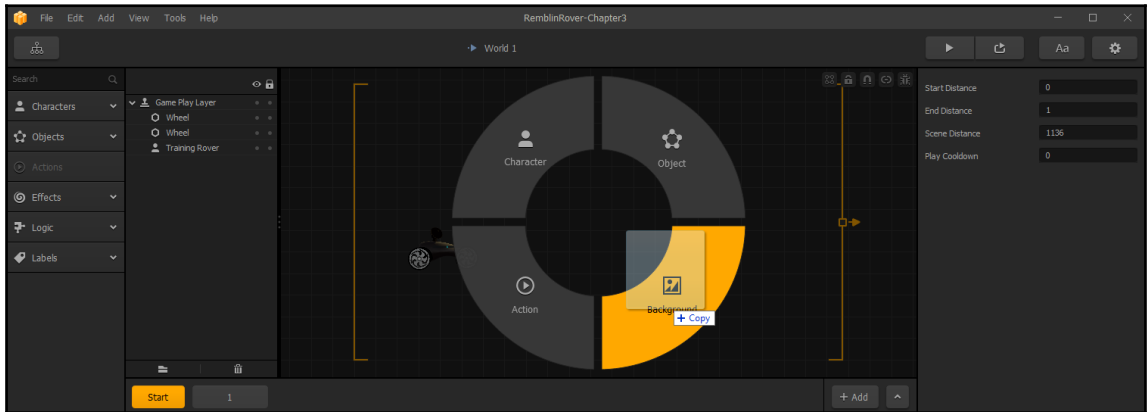 File Edit Add View Tools Help RemblinRover-Chapter3
World 1
Aa
Search
Characters
Objects
Actions
Effects
Logic
Labels
Game Play Layer
Wheel
Wheel
Training Rover
Character
Object
Action
Background
+ Copy
Start Distance 0
End Distance 1
Scene Distance 1136
Play Cooldown 0
Start 1
+ Add